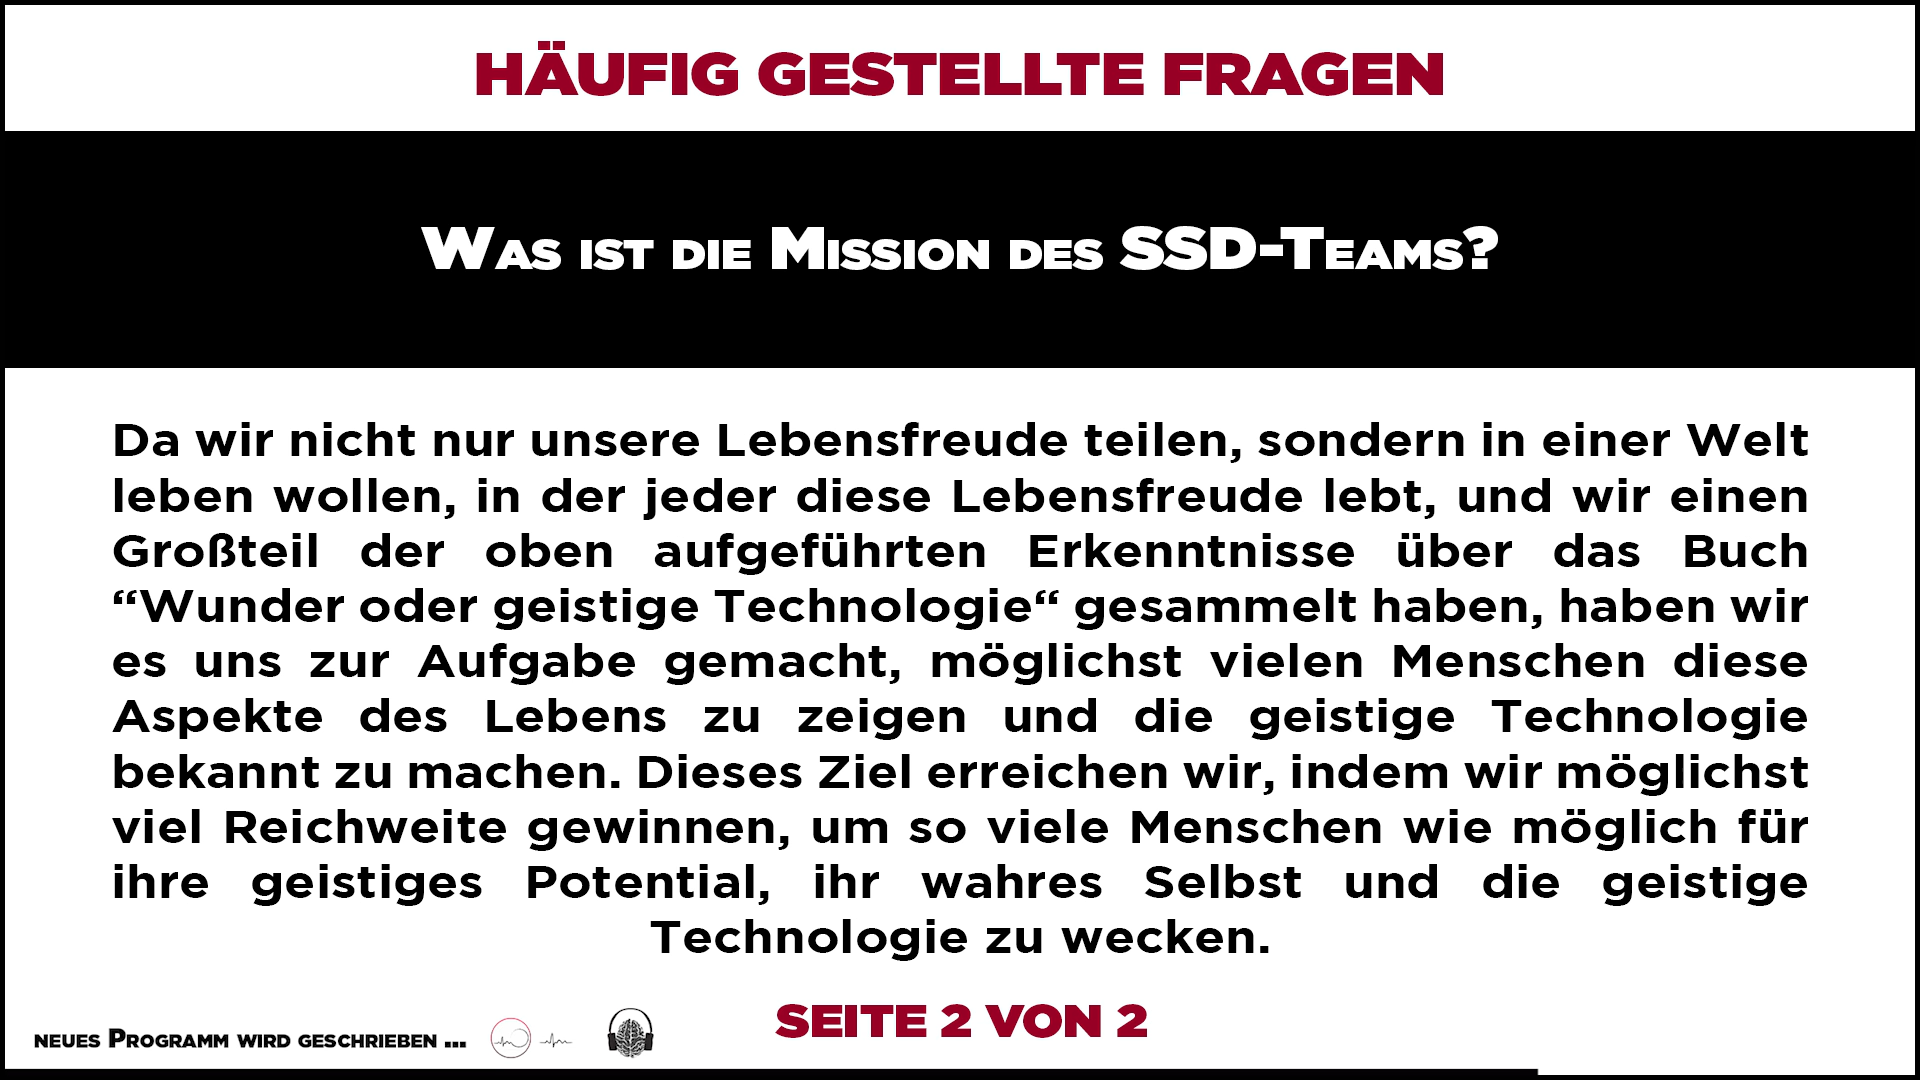 HÄUFIG GESTELLTE FRAGEN
Was ist die Mission des SSD-Teams?
Da wir nicht nur unsere Lebensfreude teilen, sondern in einer Welt
leben wollen, in der jeder diese Lebensfreude lebt, und wir einen
Großteil der oben aufgeführten Erkenntnisse über das Buch
“Wunder oder geistige Technologie“ gesammelt haben, haben wir
es uns zur Aufgabe gemacht, möglichst vielen Menschen diese
Aspekte des Lebens zu zeigen und die geistige Technologie
bekannt zu machen. Dieses Ziel erreichen wir, indem wir möglichst
viel Reichweite gewinnen, um so viele Menschen wie möglich für
ihre geistiges Potential, ihr wahres Selbst und die geistige
Technologie zu wecken.
SEITE 2 VON 2
neues Programm wird geschrieben ...